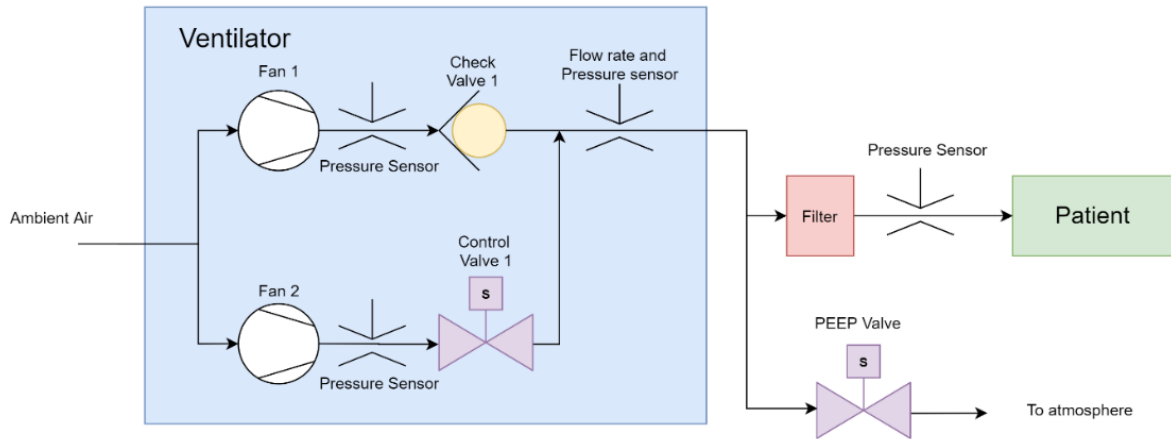 Ventilator
Fan 1
Check
Valve 1
Flow rate and
Pressure sensor
Pressure Sensor
Pressure Sensor
Ambient Air
Filter
Patient
Control
Valve 1
S
Fan 2
Pressure Sensor
PEEP Valve
S
To atmosphere